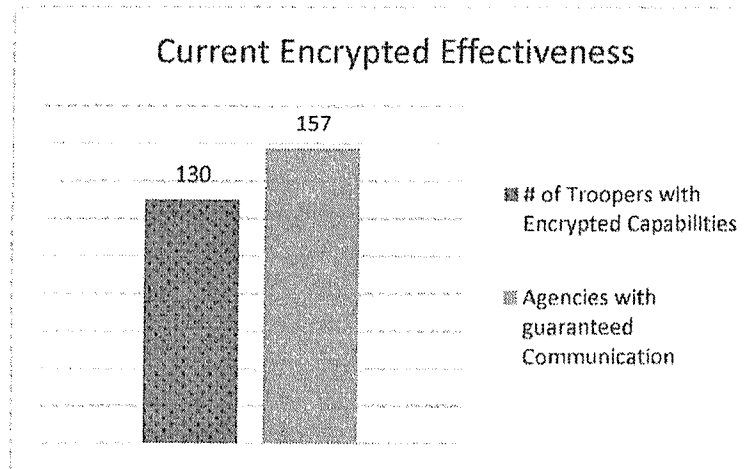 Current Encrypted Effectiveness
157
130
# of Troopers with
Encrypted Capabilities
Agencies with
guaranteed
Communication